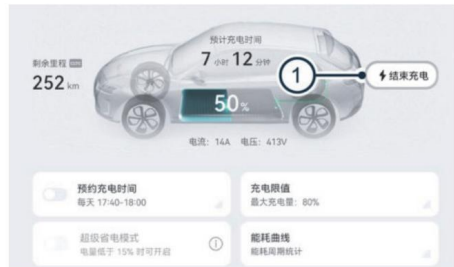 预计充电时间
7 小时 12 分钟
剩余里程
252 km
1
结束充电
50%
电流: 14A 电压: 413V
预约充电时间
每天 17:40-18:00
充电限值
最大充电量: 80%
超级省电模式
电量低于 15% 时可开启
能耗曲线
能耗周期统计